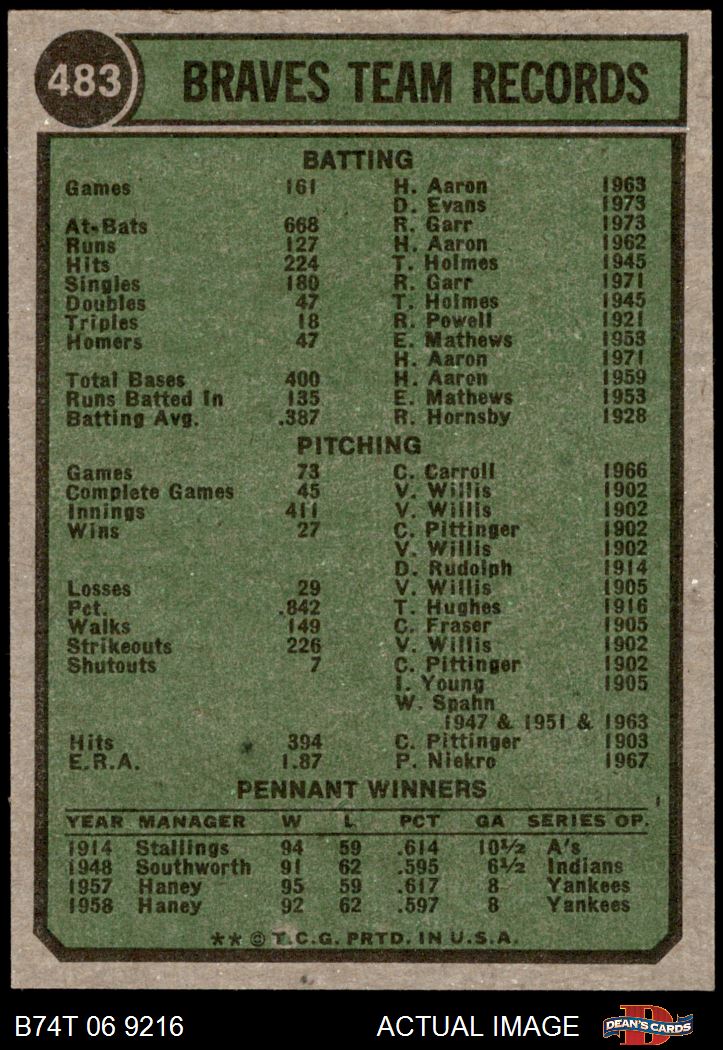 483 BRAVES TEAM RECORDS
BATTING
Games 161 H. Aaron 1963
D. Evans 1973
At-Bats 668 R. Garr 1973
Runs 127 H. Aaron 1962
Hits 224 T. Holmes 1945
Singles 180 R. Garr 1971
Doubles 47 T. Holmes 1945
Triples 18 R. Powell 1921
Homers 47 E. Mathews 1953
H. Aaron 1971
Total Bases 400 H. Aaron 1959
Runs Batted In 135 E. Mathews 1953
Batting Avg. .387 R. Hornsby 1928
PITCHING
Games 73 C. Carroll 1966
Complete Games 45 V. Willis 1902
Innings 411 V. Willis 1902
Wins 27 C. Pittinger 1902
V. Willis 1902
D. Rudolph 1914
Losses 29 V. Willis 1905
Pct. .842 T. Hughes 1916
Walks 149 C. Fraser 1905
Strikeouts 226 V. Willis 1902
Shutouts 7 C. Pittinger 1902
I. Young 1905
W. Spahn
1947 & 1951 & 1963
Hits 394 C. Pittinger 1903
E.R.A. 1.87 P. Niekro 1967
PENNANT WINNERS
YEAR MANAGER W L PCT GA SERIES OP.
1914 Stallings 94 59 .614 10½ A's
1948 Southworth 91 62 .595 6½ Indians
1957 Haney 95 59 .617 8 Yankees
1958 Haney 92 62 .597 8 Yankees
** © T.C.G. PRTD. IN U.S.A.
B74T 06 9216 ACTUAL IMAGE DEAN'S CARDS